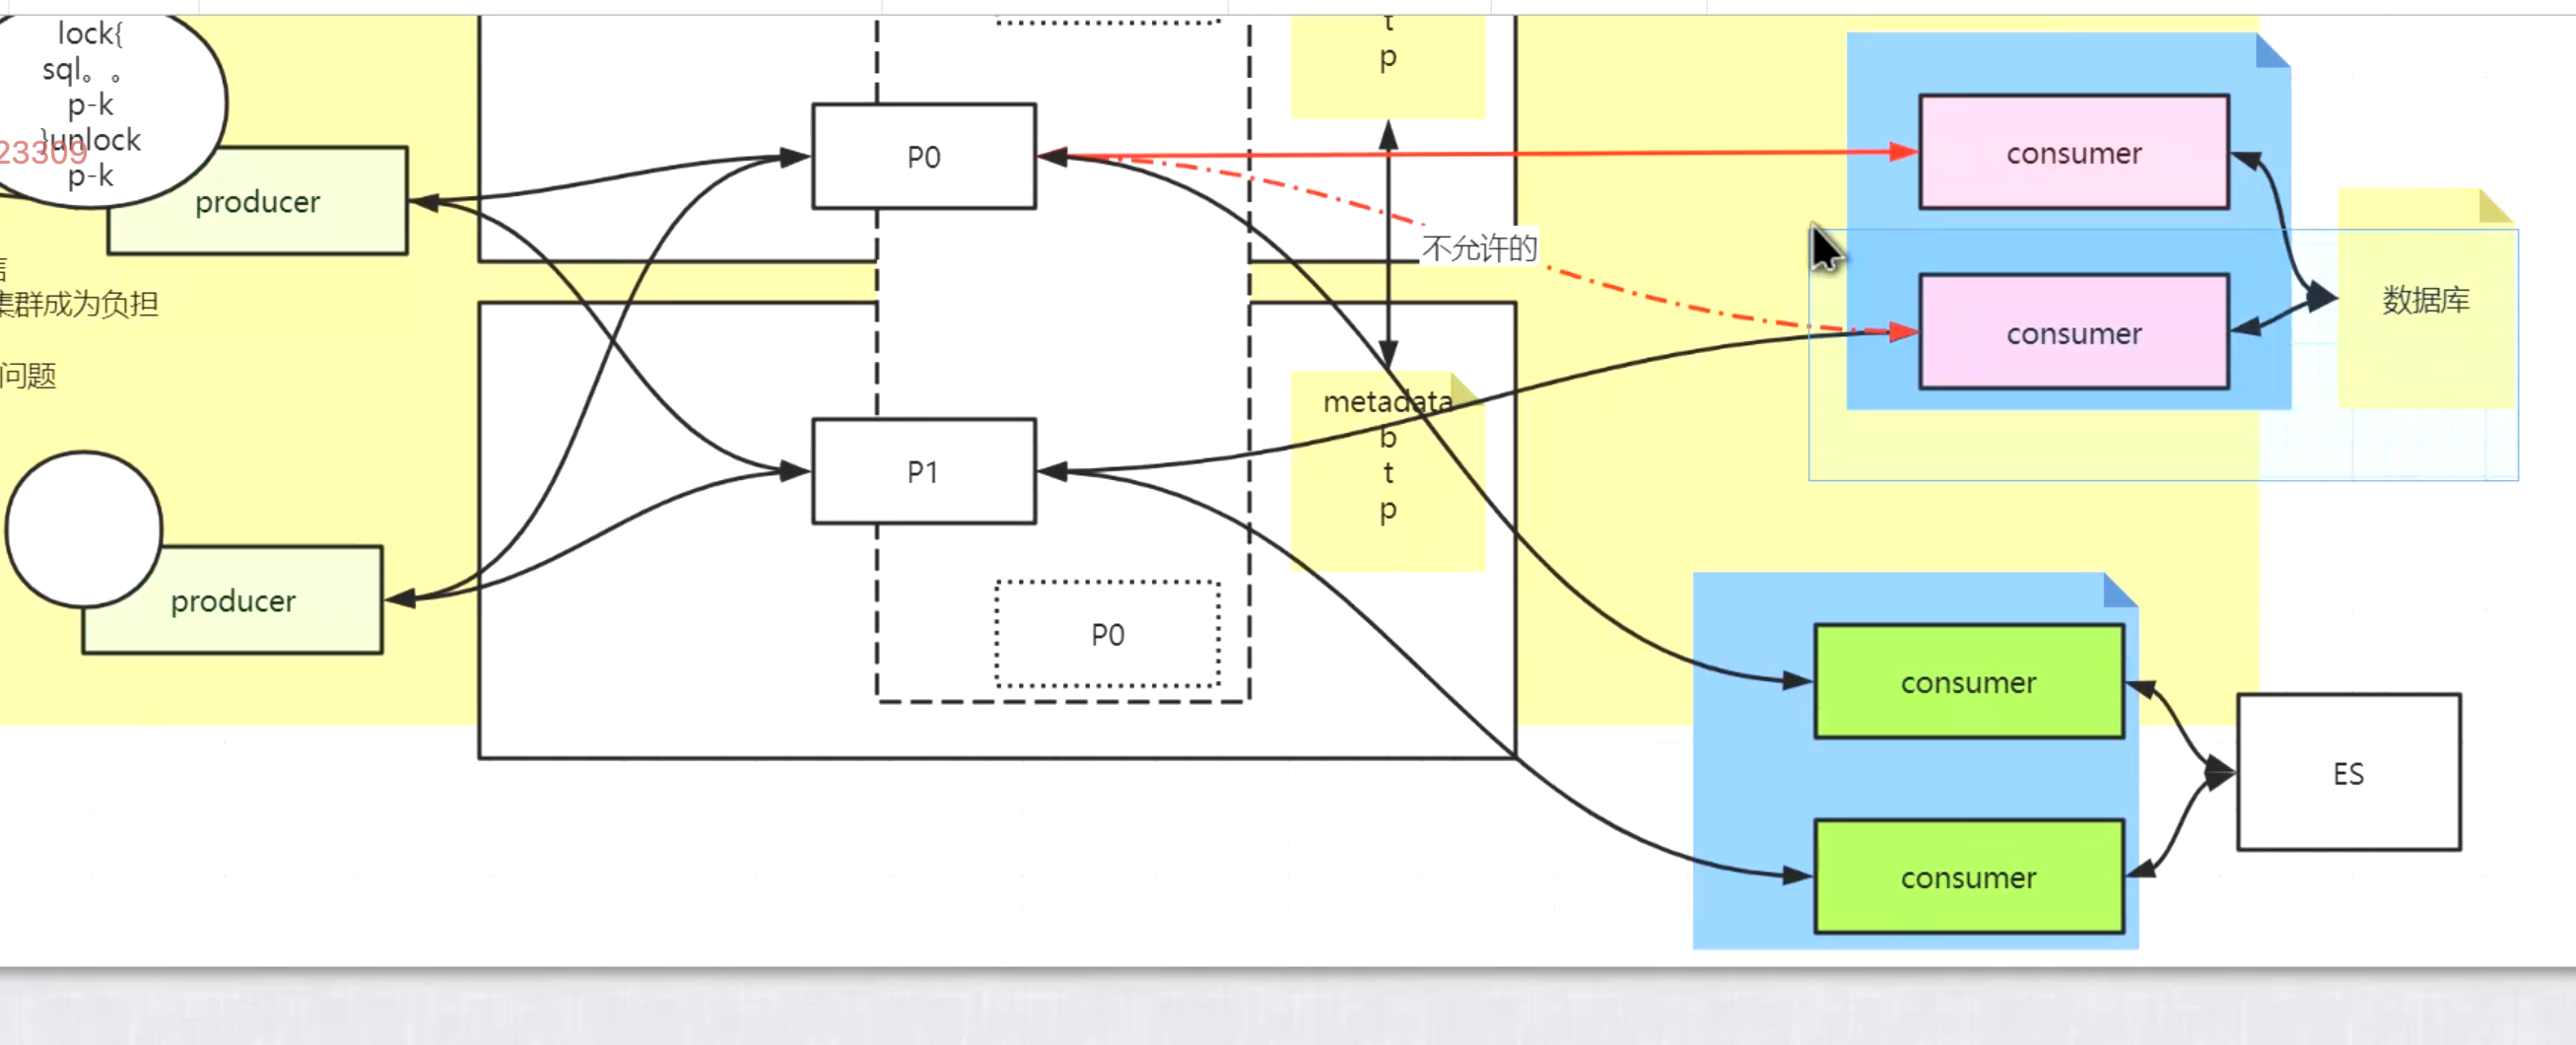 lock{
sql。。
p-k
}unlock
p-k
23309
producer
集群成为负担
问题
producer
P0
P1
P0
t
p
不允许的
metadata
b
t
p
consumer
consumer
数据库
consumer
consumer
ES